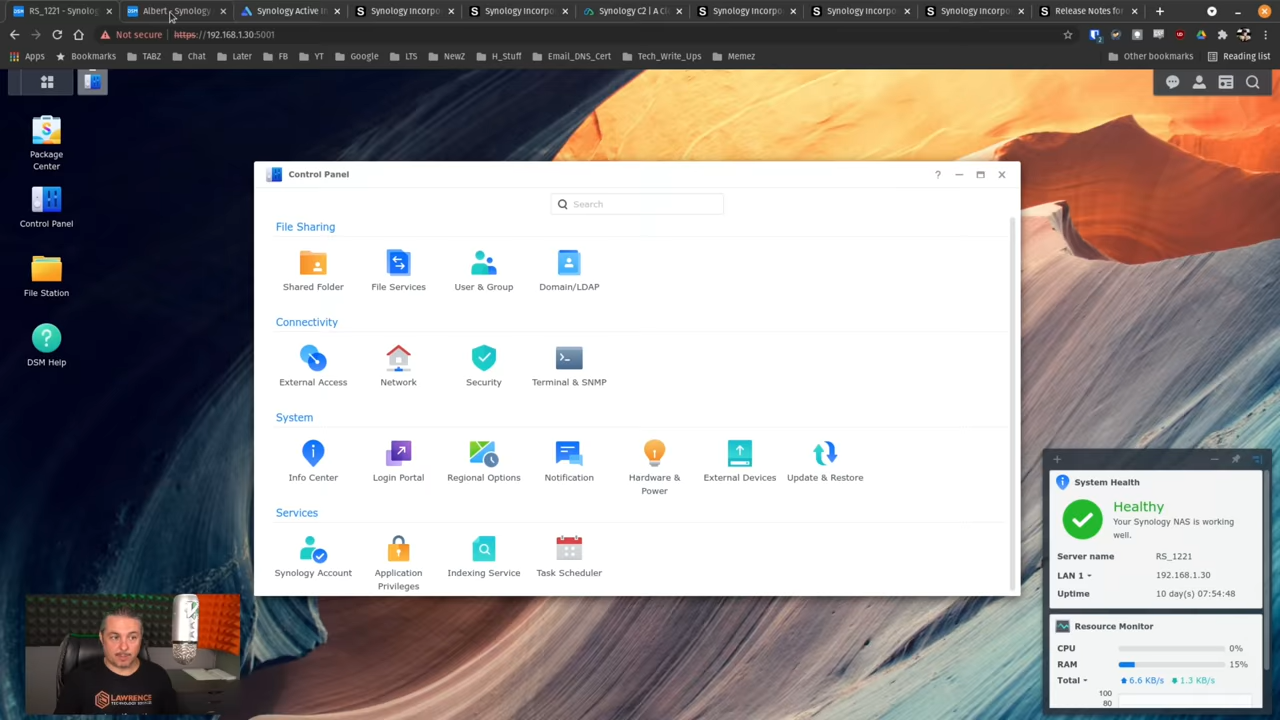 RS_1221 - Synolog
Albert - Synology
Synology Active In
Synology Incorpo
Synology Incorpo
Synology C2 | A Cl
Synology Incorpo
Synology Incorpo
Synology Incorpo
Release Notes for
Not secure https://192.168.1.30:5001
Apps Bookmarks TABZ Chat Later FB YT Google LTS NewZ H_Stuff Email_DNS_Cert Tech_Write_Ups Memez Other bookmarks Reading list
Package
Center
Control Panel
File Station
DSM Help
Control Panel
Search
File Sharing
Shared Folder File Services User & Group Domain/LDAP
Connectivity
External Access Network Security Terminal & SNMP
System
Info Center Login Portal Regional Options Notification Hardware &
Power External Devices Update & Restore
Services
Synology Account Application
Privileges Indexing Service Task Scheduler
System Health
Healthy
Your Synology NAS is working
well.
Server name RS_1221
LAN 1 192.168.1.30
Uptime 10 day(s) 07:54:48
Resource Monitor
CPU 0%
RAM 15%
Total 6.6 KB/s 1.3 KB/s
100
80
LAWRENCE